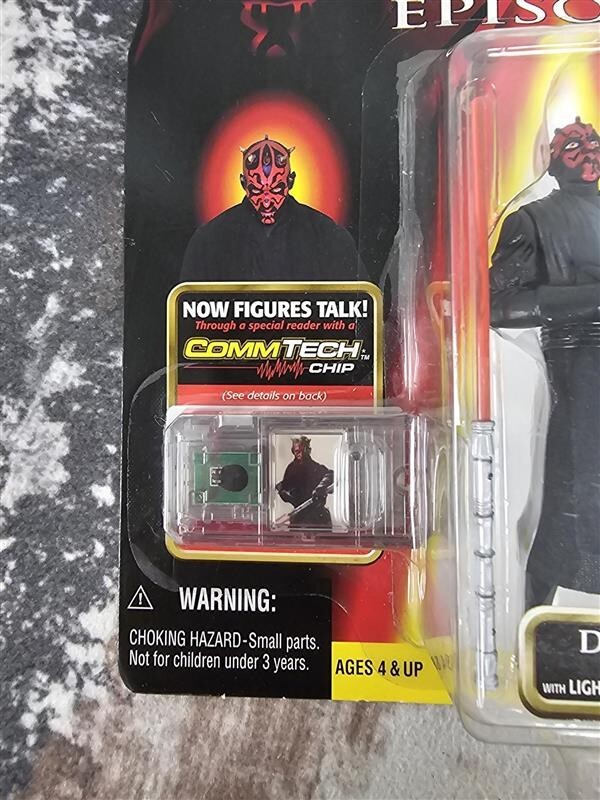 EPISO
NOW FIGURES TALK!
Through a special reader with a
COMMTECH™
CHIP
(See details on back)
WARNING:
CHOKING HAZARD-Small parts.
Not for children under 3 years.
AGES 4 & UP
D
WITH LIGH